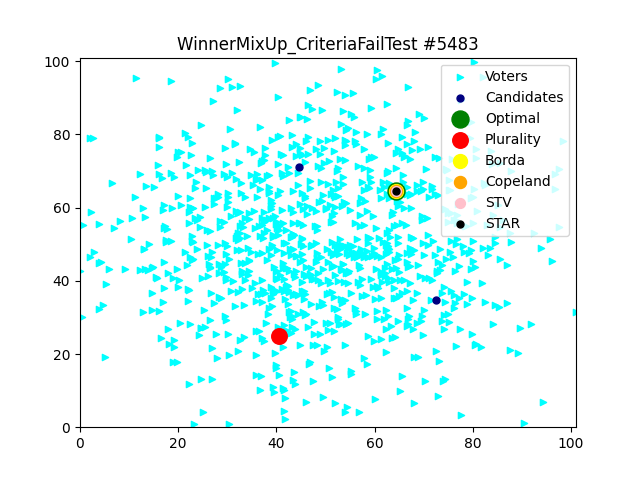 WinnerMixUp_CriteriaFailTest #5483
100
80
60
40
20
0
0
20
40
60
80
100
Voters
Candidates
Optimal
Plurality
Borda
Copeland
STV
STAR